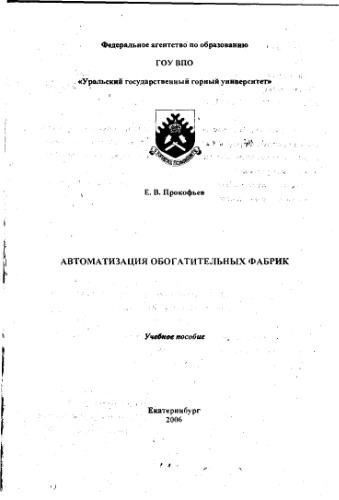 Федеральное агентство по образованию
ГОУ ВПО
«Уральский государственный горный университет»
Е. В. Прокофьев
АВТОМАТИЗАЦИЯ ОБОГАТИТЕЛЬНЫХ ФАБРИК
Учебное пособие
Екатеринбург
2006